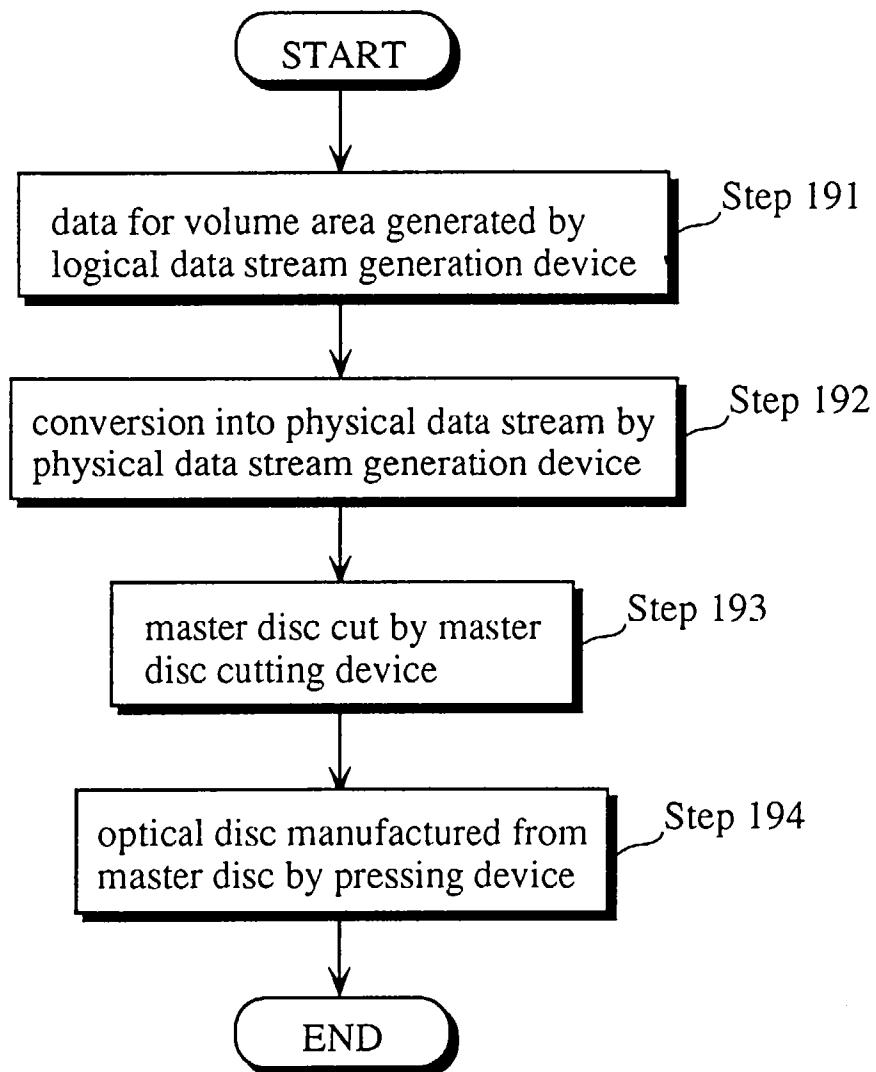 START
data for volume area generated by
logical data stream generation device
Step 191
conversion into physical data stream by
physical data stream generation device
Step 192
master disc cut by master
disc cutting device
Step 193
optical disc manufactured from
master disc by pressing device
Step 194
END